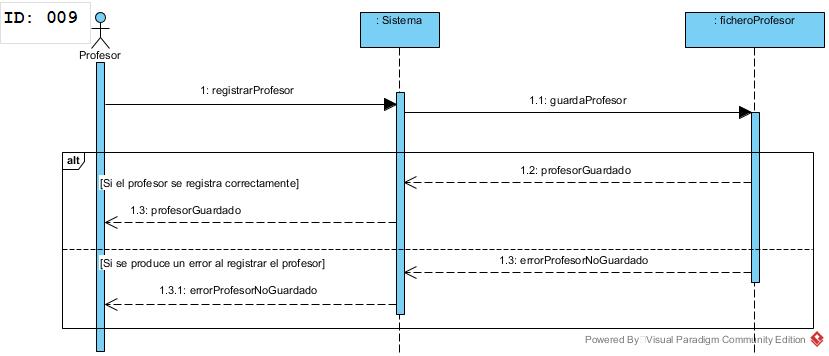 ID: 009
Profesor
: Sistema
: ficheroProfesor
1: registrarProfesor
1.1: guardaProfesor
alt
1.2: profesorGuardado
[Si el profesor se registra correctamente]
1.3: profesorGuardado
[Si se produce un error al registrar el profesor]
1.3: errorProfesorNoGuardado
1.3.1: errorProfesorNoGuardado
Powered By Visual Paradigm Community Edition